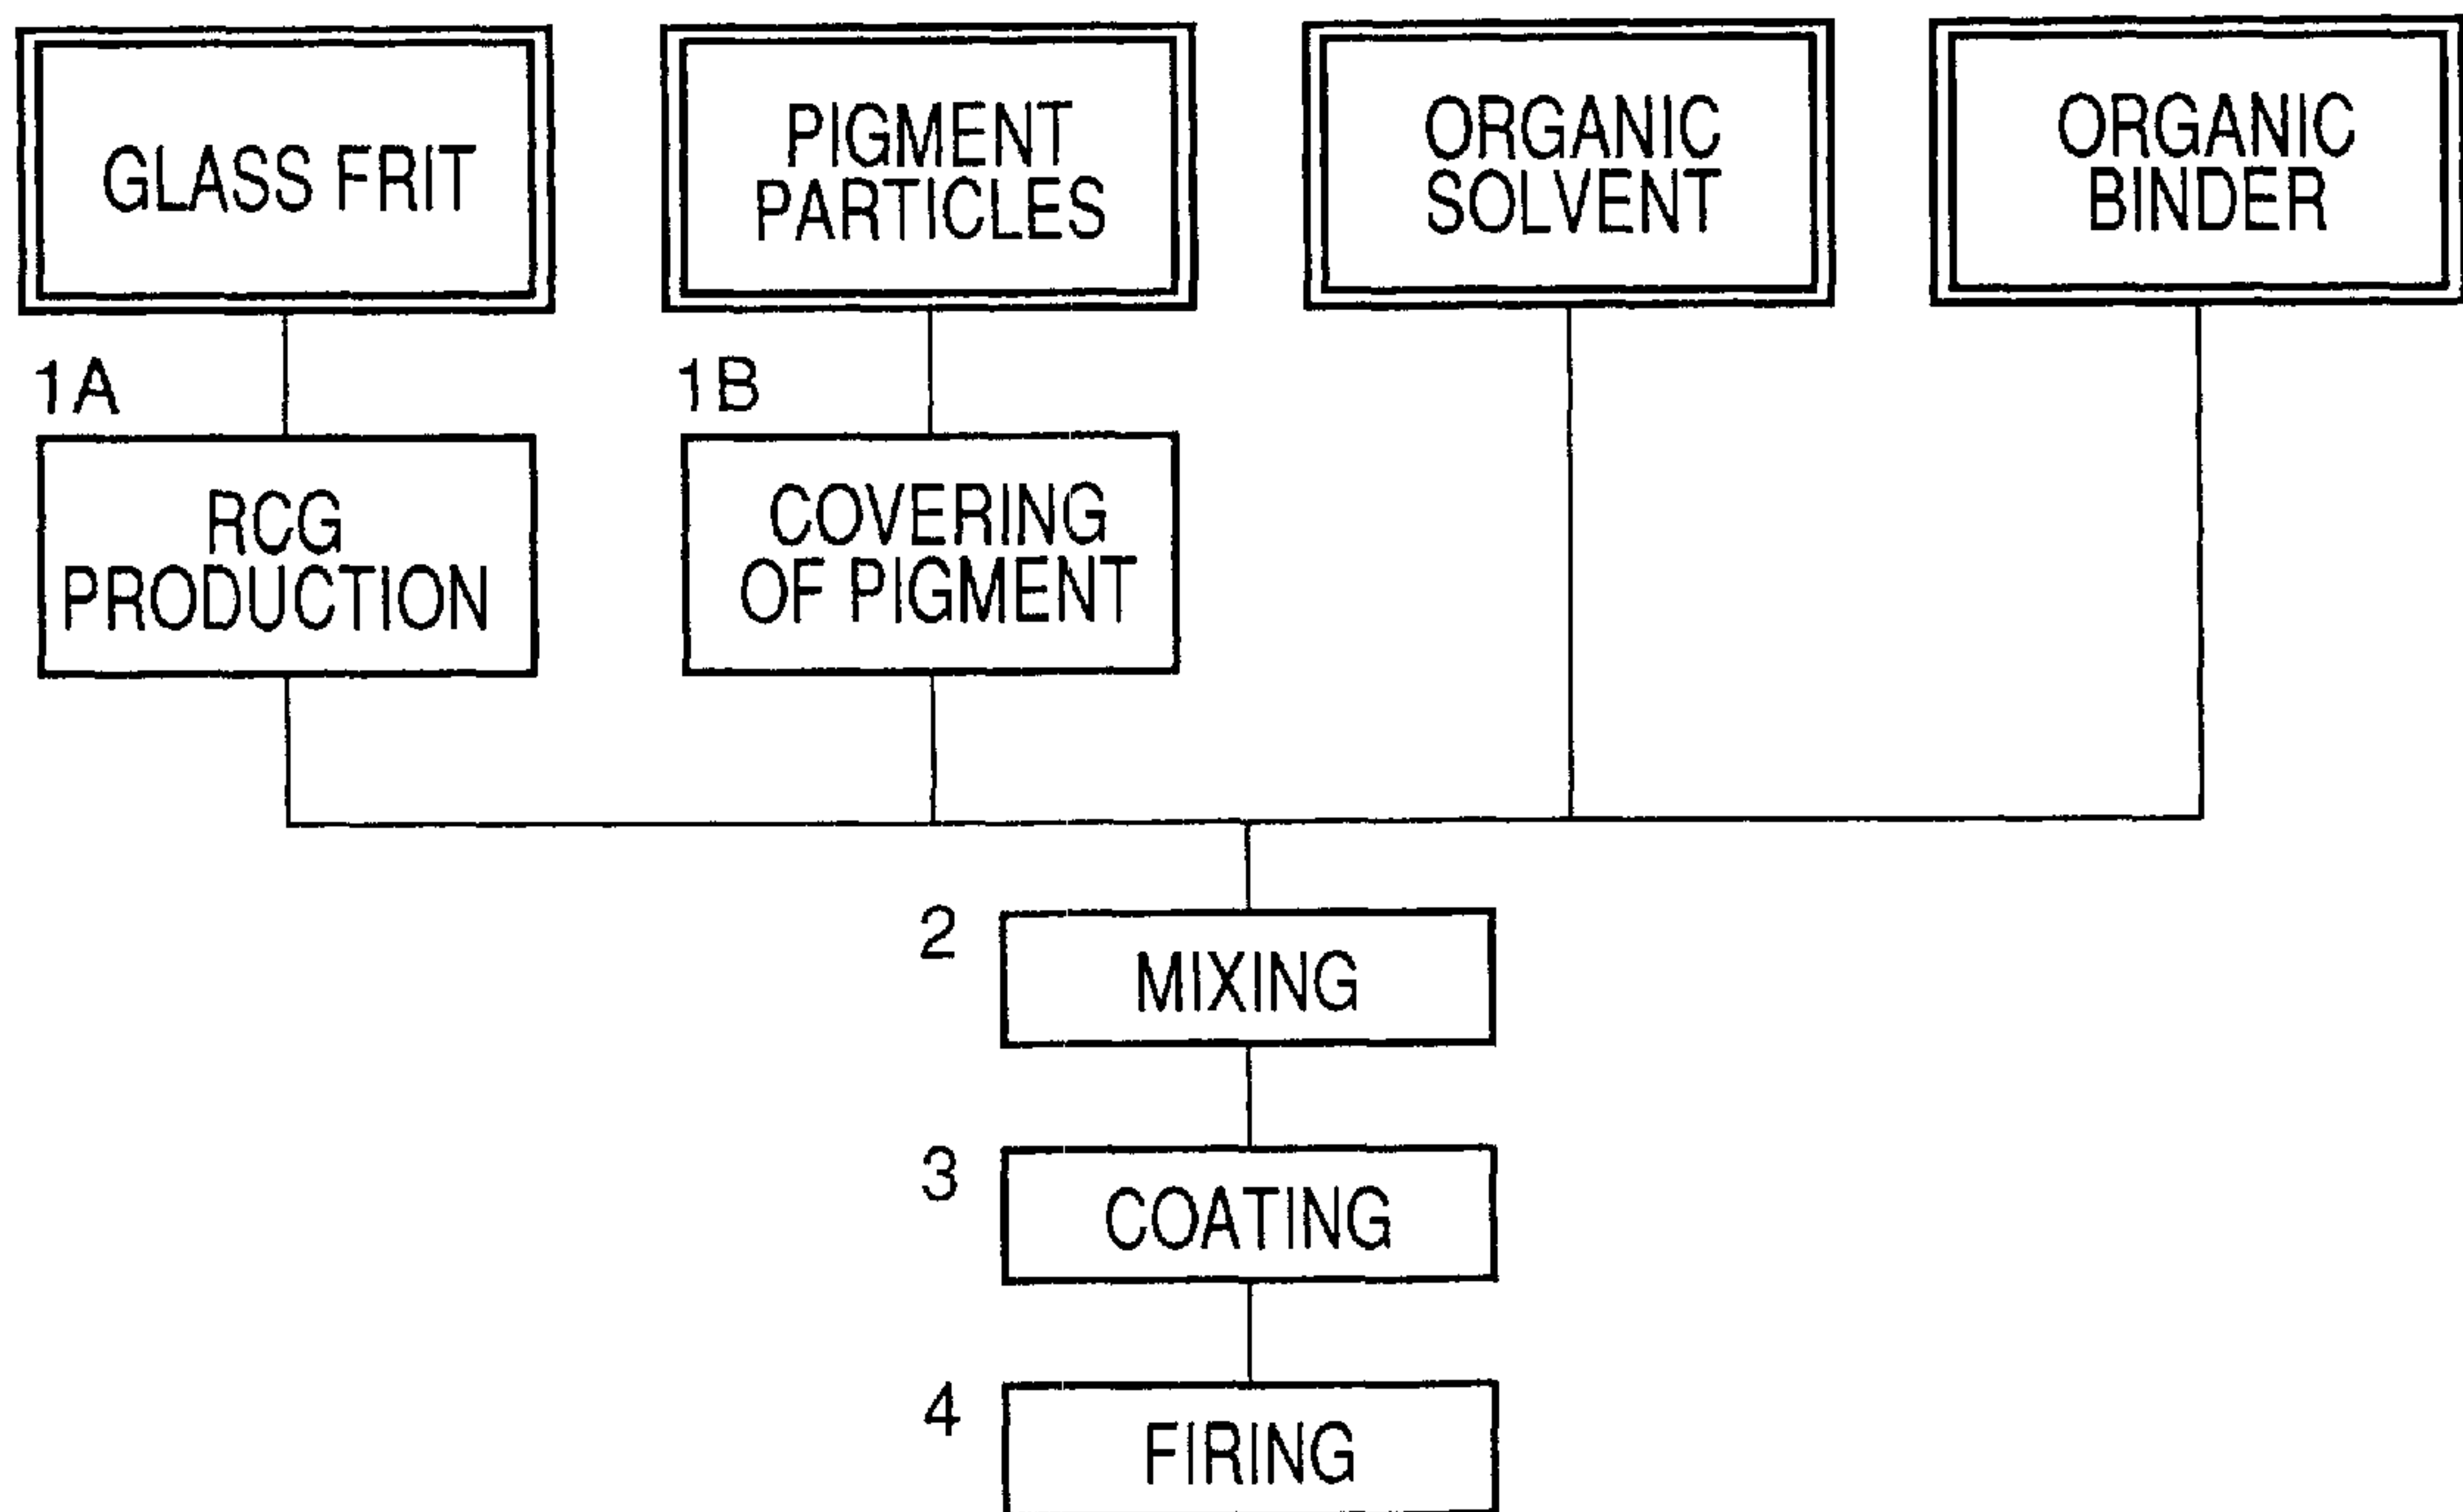 GLASS FRIT
PIGMENT
PARTICLES
ORGANIC
SOLVENT
ORGANIC
BINDER
1A
RCG
PRODUCTION
1B
COVERING
OF PIGMENT
2
MIXING
3
COATING
4
FIRING